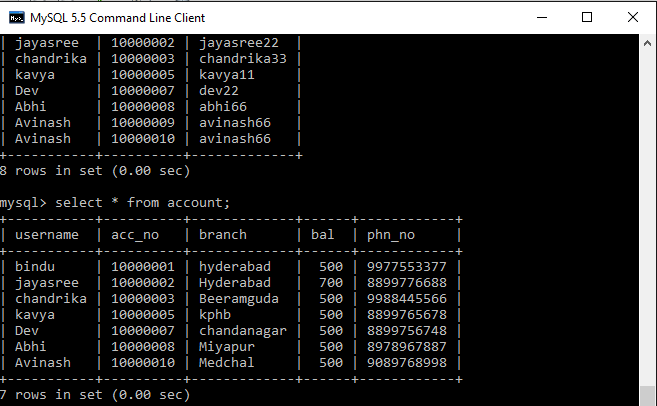 MySQL 5.5 Command Line Client
| jayasree  | 10000002 | jayasree22  |
| chandrika | 10000003 | chandrika33 |
| kavya     | 10000005 | kavya11     |
| Dev       | 10000007 | dev22       |
| Abhi      | 10000008 | abhi66      |
| Avinash   | 10000009 | avinash66   |
| Avinash   | 10000010 | avinash66   |
+-----------+----------+-------------+
8 rows in set (0.00 sec)
mysql> select * from account;
+-----------+----------+-------------+------+------------+
| username  | acc_no   | branch      | bal  | phn_no     |
+-----------+----------+-------------+------+------------+
| bindu     | 10000001 | hyderabad   |  500 | 9977553377 |
| jayasree  | 10000002 | Hyderabad   |  700 | 8899776688 |
| chandrika | 10000003 | Beeramguda  |  500 | 9988445566 |
| kavya     | 10000005 | kphb        |  500 | 8899765678 |
| Dev       | 10000007 | chandanagar |  500 | 8899756748 |
| Abhi      | 10000008 | Miyapur     |  500 | 8978967887 |
| Avinash   | 10000010 | Medchal     |  500 | 9089768998 |
+-----------+----------+-------------+------+------------+
7 rows in set (0.00 sec)